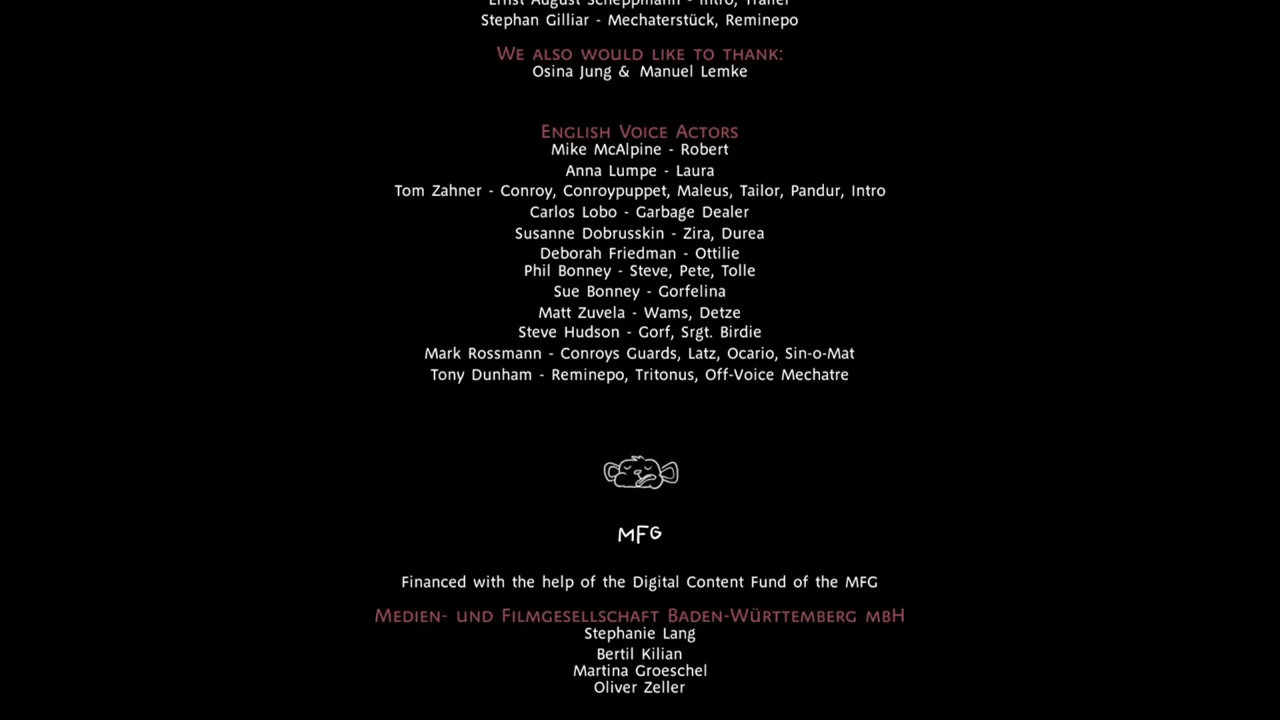 Ernst August Scheppmann - Intro, Trailer
Stephan Gilliar - Mechaterstück, Reminepo
We also would like to thank:
Osina Jung & Manuel Lemke
English Voice Actors
Mike McAlpine - Robert
Anna Lumpe - Laura
Tom Zahner - Conroy, Conroypuppet, Maleus, Tailor, Pandur, Intro
Carlos Lobo - Garbage Dealer
Susanne Dobrusskin - Zira, Durea
Deborah Friedman - Ottilie
Phil Bonney - Steve, Pete, Tolle
Sue Bonney - Gorfelina
Matt Zuvela - Wams, Detze
Steve Hudson - Gorf, Srgt. Birdie
Mark Rossmann - Conroys Guards, Latz, Ocario, Sin-o-Mat
Tony Dunham - Reminepo, Tritonus, Off-Voice Mechatre
MFG
Financed with the help of the Digital Content Fund of the MFG
Medien- und Filmgesellschaft Baden-Württemberg mbH
Stephanie Lang
Bertil Kilian
Martina Groeschel
Oliver Zeller